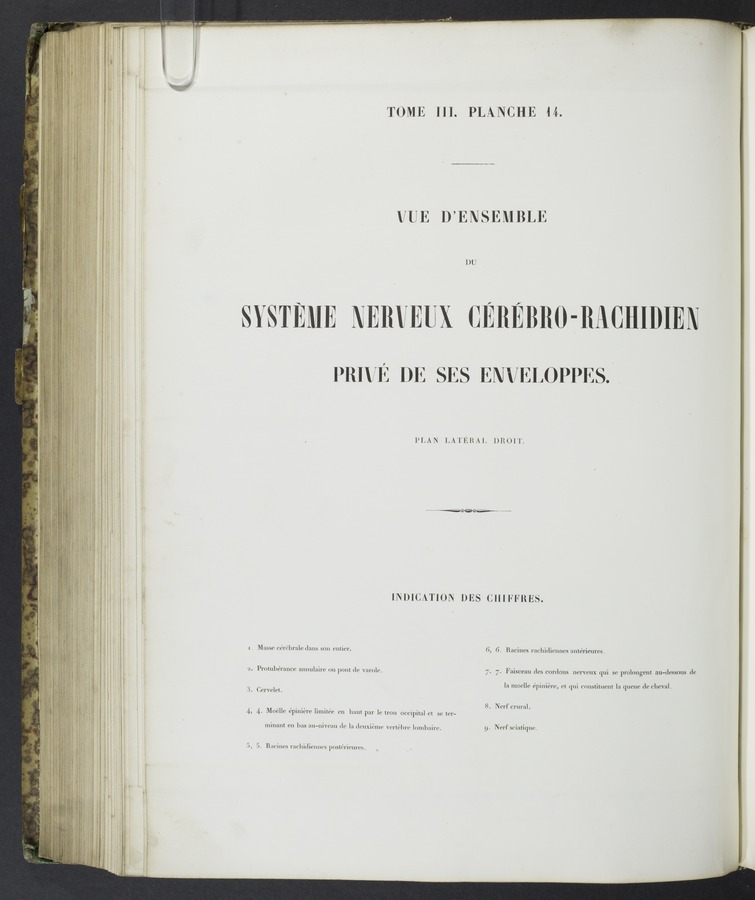 TOME III. PLANCHE 14.
VUE D'ENSEMBLE
DU
SYSTÈME NERVEUX CÉRÉBRO-RACHIDIEN
PRIVÉ DE SES ENVELOPPES.
PLAN LATÉRAL DROIT.
INDICATION DES CHIFFRES.
1. Masse cérébrale dans son entier.
2. Protubérance annulaire ou pont de varole.
3. Cervelet.
4, 4. Moëlle épinière limitée en haut par le trou occipital et se ter-
minant en bas au-niveau de la deuxième vertèbre lombaire.
5, 5. Racines rachidiennes postérieures.
6, 6. Racines rachidiennes antérieures.
7. 7. Faisceau des cordons nerveux qui se prolongent au-dessous de
la moelle épinière, et qui constituent la queue de cheval.
8. Nerf crural.
9. Nerf sciatique.